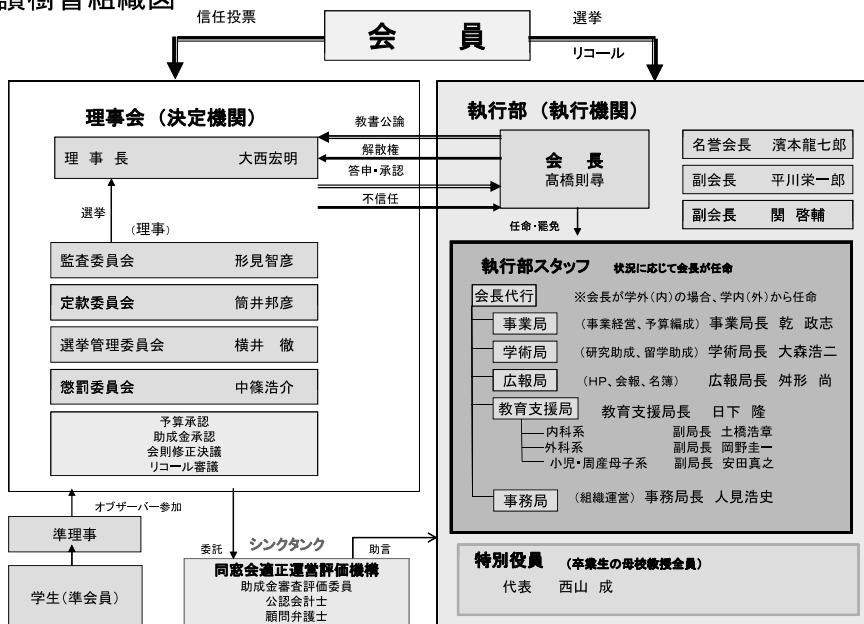 讃樹會組織図
信任投票
会 員
選挙
リコール
理事会（決定機関）
理 事 長 大西宏明
選挙
（理事）
監査委員会 形見智彦
定款委員会 筒井邦彦
選挙管理委員会 横井 徹
懲罰委員会 中篠浩介
予算承認
助成金承認
会則修正決議
リコール審議
教書公論
解散権
答申・承認
不信任
執行部（執行機関）
会 長
髙橋則尋
名誉会長 濱本龍七郎
副会長 平川栄一郎
副会長 関 啓輔
任命・罷免
執行部スタッフ 状況に応じて会長が任命
会長代行 ※会長が学外(内)の場合、学内(外)から任命
事業局 （事業経営、予算編成） 事業局長 乾 政志
学術局 （研究助成、留学助成） 学術局長 大森浩二
広報局 （HP、会報、名簿） 広報局長 舛形 尚
教育支援局 教育支援局長 日下 隆
内科系 副局長 土橋浩章
外科系 副局長 岡野圭一
小児・周産母子系 副局長 安田真之
事務局 （組織運営） 事務局長 人見浩史
特別役員 （卒業生の母校教授全員）
代表 西山 成
オブザーバー参加
準理事
学生（準会員）
委託
シンクタンク
助言
同窓会適正運営評価機構
助成金審査評価委員
公認会計士
顧問弁護士